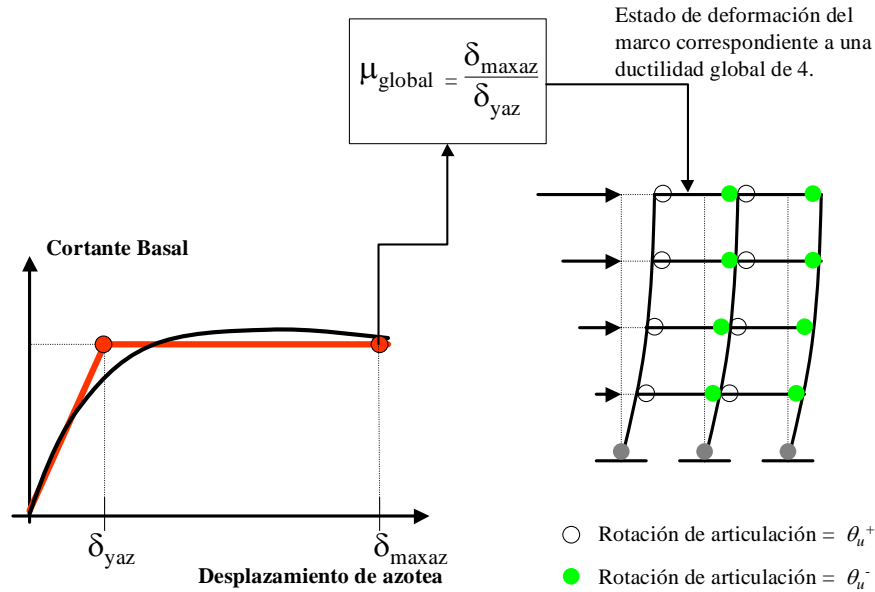 Estado de deformación del
marco correspondiente a una
ductilidad global de 4.
μglobal = δmaxaz / δyaz
Cortante Basal
δyaz
δmaxaz
Desplazamiento de azotea
Rotación de articulación = θu+
Rotación de articulación = θu-